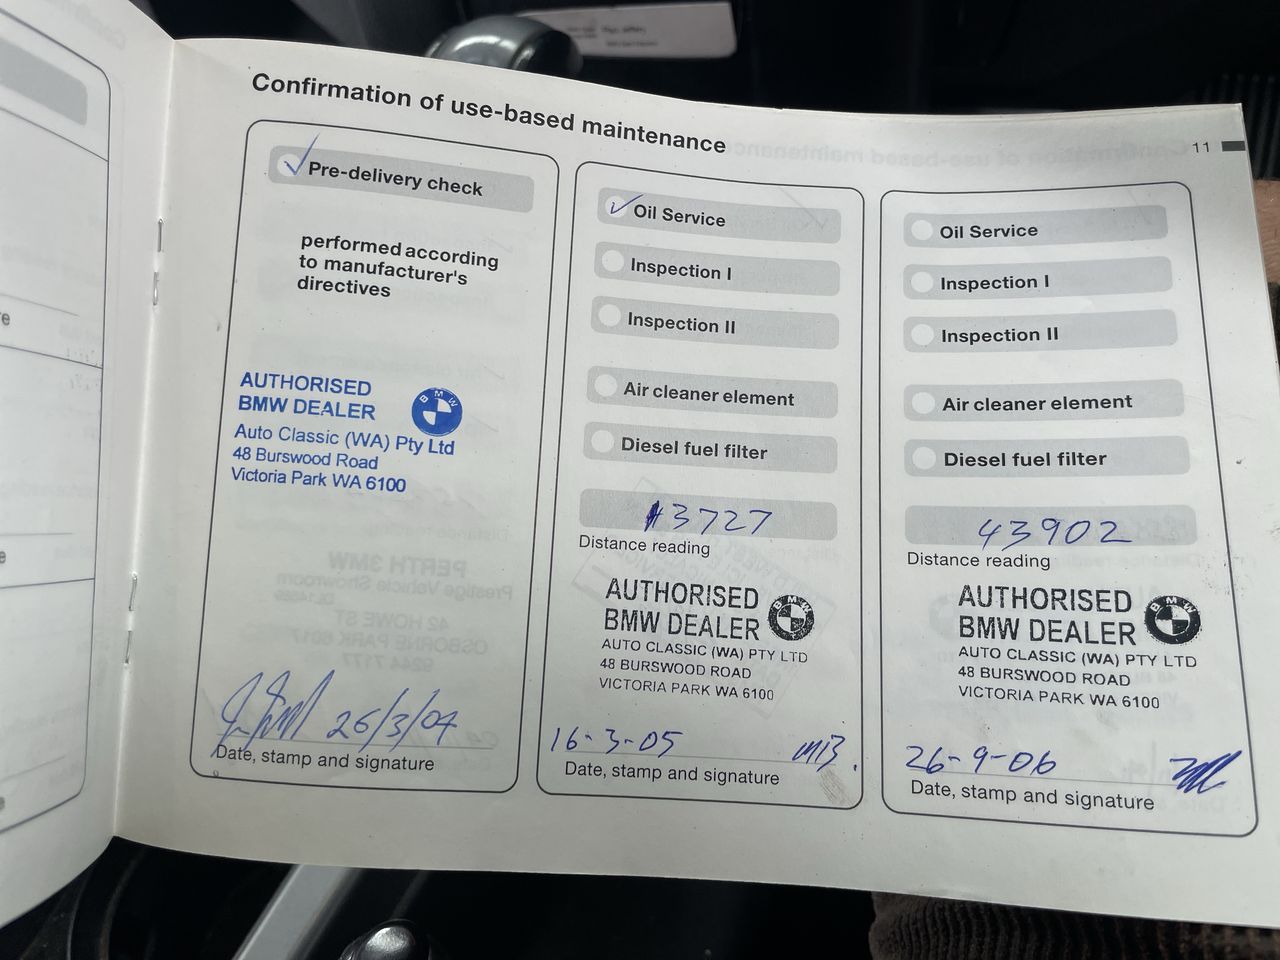 Confirmation of use-based maintenance
11
Pre-delivery check
performed according
to manufacturer's
directives
AUTHORISED
BMW DEALER
BMW
Auto Classic (WA) Pty Ltd
48 Burswood Road
Victoria Park WA 6100
26/3/04
Date, stamp and signature
Oil Service
Inspection I
Inspection II
Air cleaner element
Diesel fuel filter
13727
Distance reading
AUTHORISED
BMW DEALER
BMW
AUTO CLASSIC (WA) PTY LTD
48 BURSWOOD ROAD
VICTORIA PARK WA 6100
16-3-05
Date, stamp and signature
Oil Service
Inspection I
Inspection II
Air cleaner element
Diesel fuel filter
43902
Distance reading
AUTHORISED
BMW DEALER
BMW
AUTO CLASSIC (WA) PTY LTD
48 BURSWOOD ROAD
VICTORIA PARK WA 6100
26-9-06
Date, stamp and signature